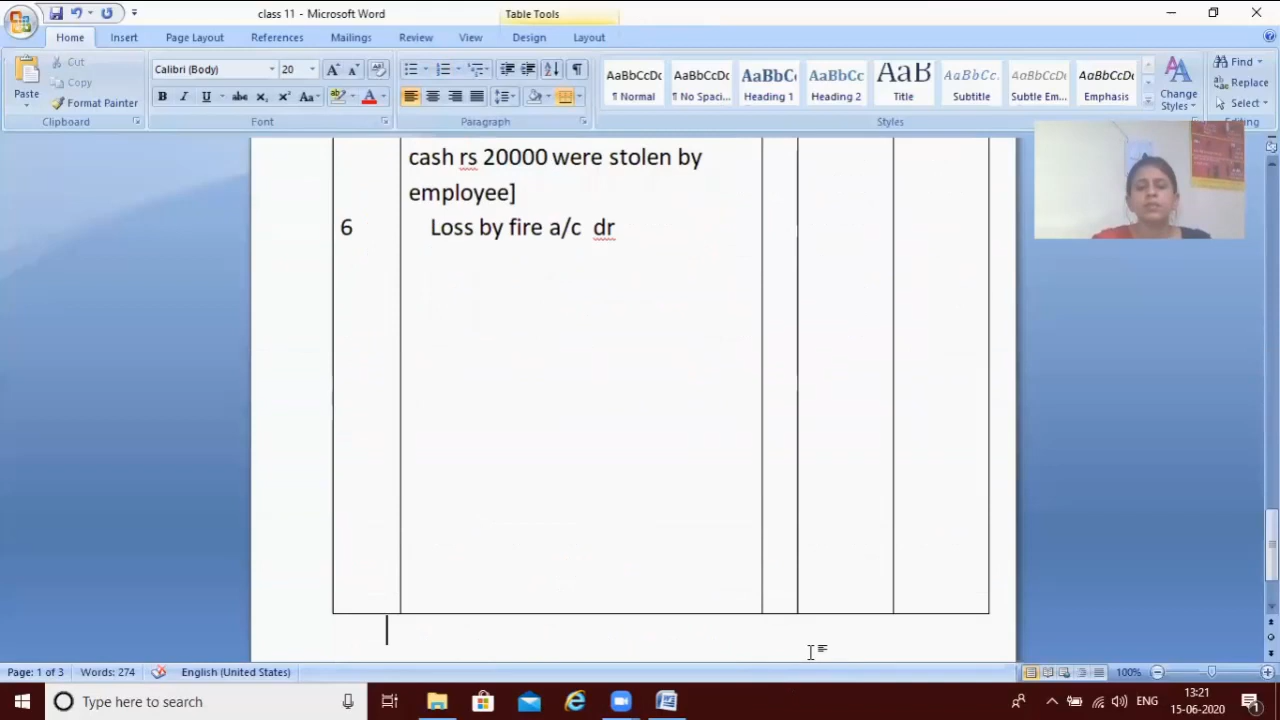 class 11 - Microsoft Word
Table Tools
Home Insert Page Layout References Mailings Review View Design Layout
Cut
Copy
Format Painter
Paste
Clipboard
Calibri (Body) 20
Font
Paragraph
AaBbCcDc AaBbCcDc AaBbC AaBbCc AaB AaBbCc. AaBbCcDc AaBbCcDc
¶ Normal ¶ No Spaci... Heading 1 Heading 2 Title Subtitle Subtle Em... Emphasis
Change
Styles
Styles
Find
Replace
Select
Editing
cash rs 20000 were stolen by
employee]
6 Loss by fire a/c dr
Page: 1 of 3 Words: 274 English (United States) 100%
Type here to search
ENG
13:21
15-06-2020